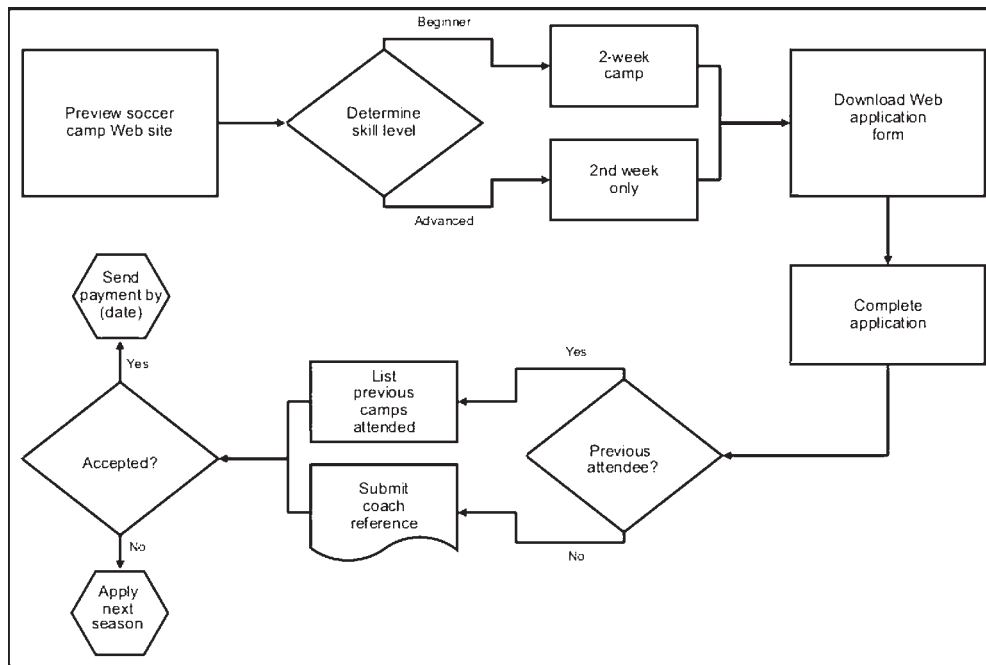 Beginner
Preview soccer
camp Web site
Determine
skill level
2-week
camp
2nd week
only
Advanced
Download Web
application
form
Complete
application
Previous
attendee?
Yes
List
previous
camps
attended
No
Submit
coach
reference
Accepted?
Yes
Send
payment by
(date)
No
Apply
next
season